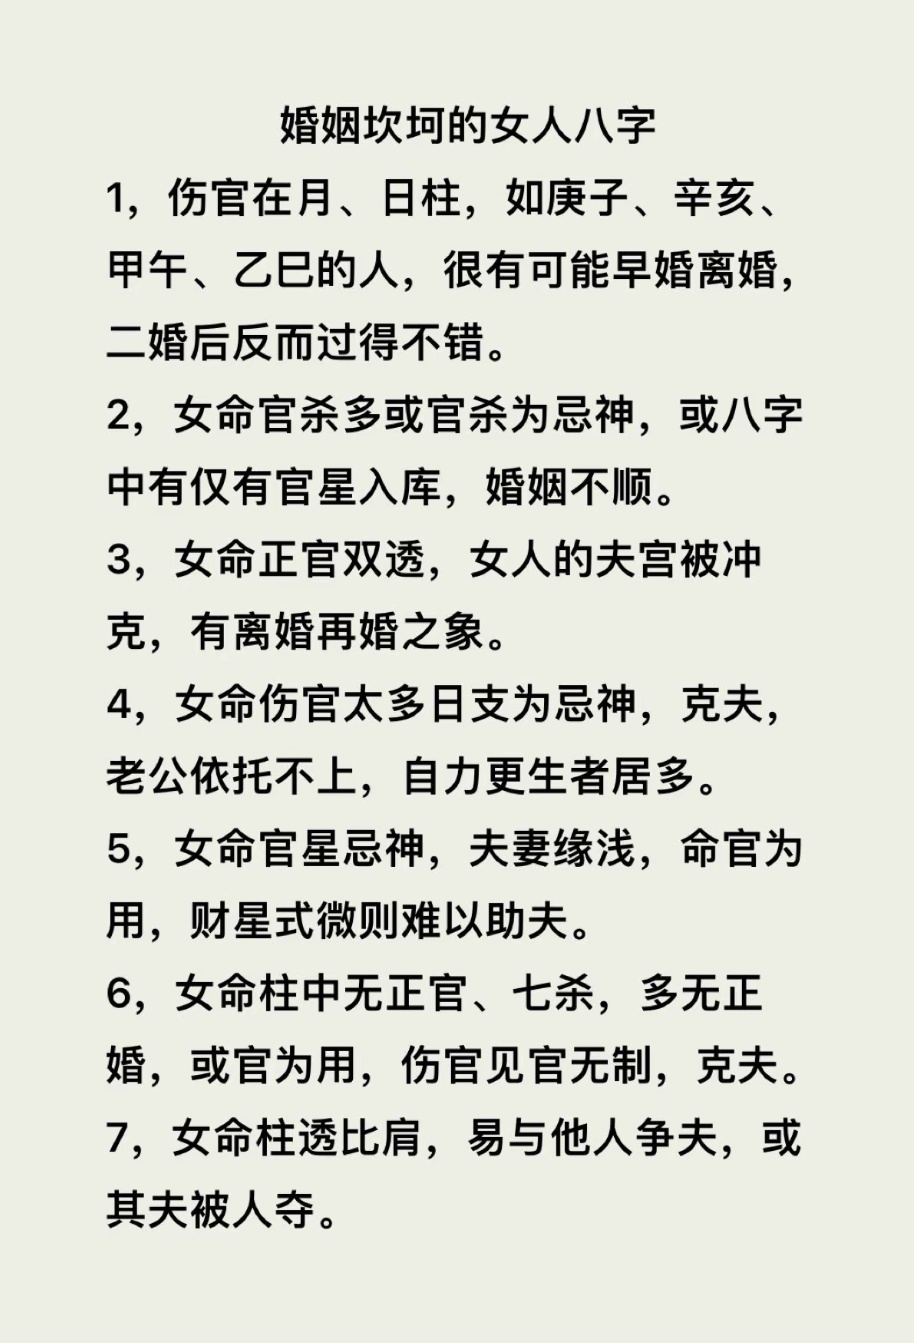 婚姻坎坷的女人八字
1，伤官在月、日柱，如庚子、辛亥、
甲午、乙巳的人，很有可能早婚离婚，
二婚后反而过得不错。
2，女命官杀多或官杀为忌神，或八字
中有仅有官星入库，婚姻不顺。
3，女命正官双透，女人的夫宫被冲
克，有离婚再婚之象。
4，女命伤官太多日支为忌神，克夫，
老公依托不上，自力更生者居多。
5，女命官星忌神，夫妻缘浅，命官为
用，财星式微则难以助夫。
6，女命柱中无正官、七杀，多无正
婚，或官为用，伤官见官无制，克夫。
7，女命柱透比肩，易与他人争夫，或
其夫被人夺。